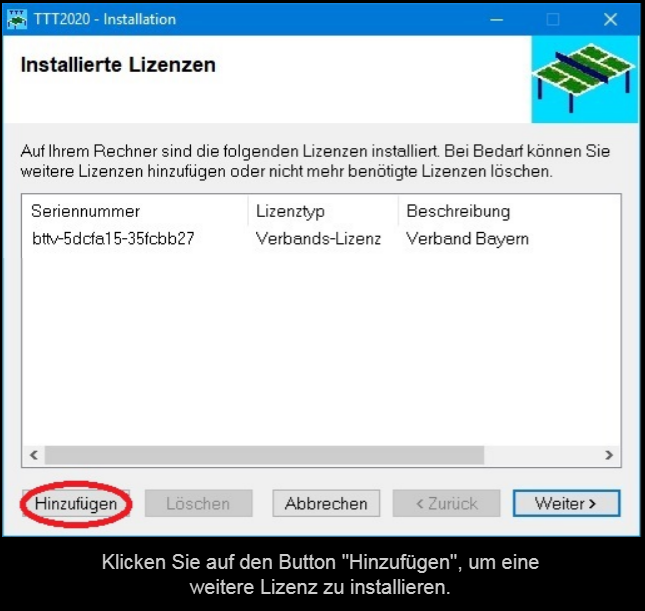 TTT2020 - Installation
Installierte Lizenzen
Auf Ihrem Rechner sind die folgenden Lizenzen installiert. Bei Bedarf können Sie
weitere Lizenzen hinzufügen oder nicht mehr benötigte Lizenzen löschen.
Seriennummer Lizenztyp Beschreibung
bttv-5dcfa15-35fcbb27 Verbands-Lizenz Verband Bayern
Hinzufügen Löschen Abbrechen < Zurück Weiter >
Klicken Sie auf den Button "Hinzufügen", um eine
weitere Lizenz zu installieren.